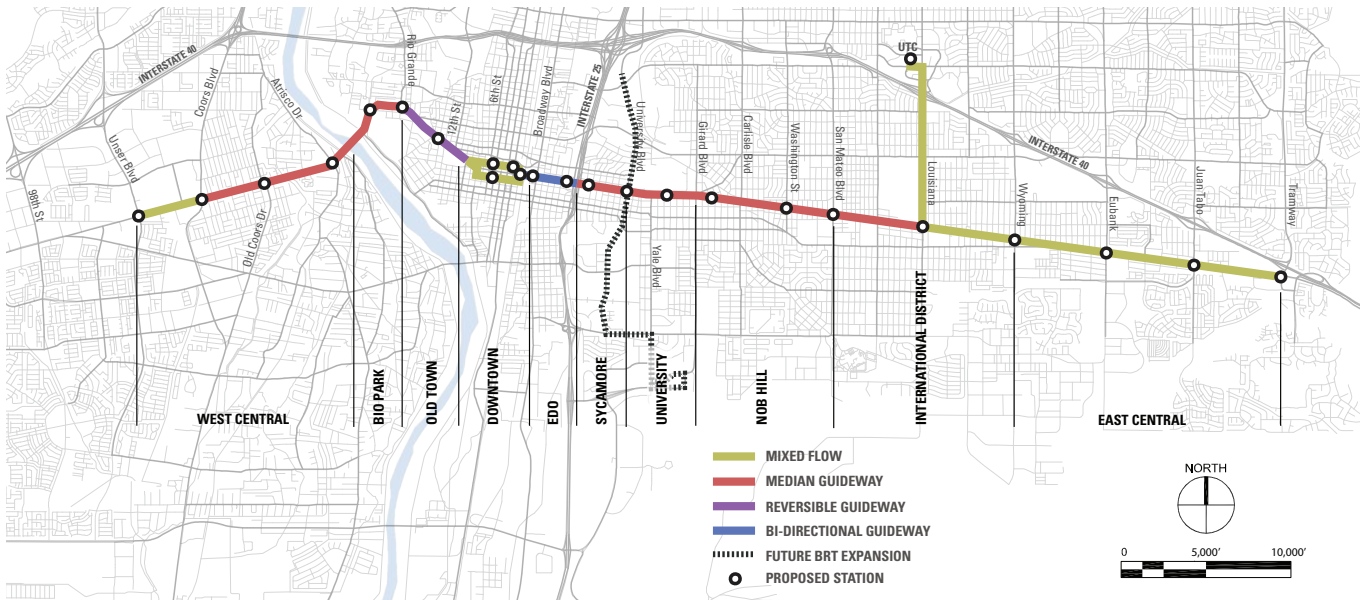 UTC
Rio Grande
INTERSTATE 40
Coors Blvd
Atrisco Dr
12th St
6th St
Broadway Blvd
INTERSTATE 25
University Blvd
Girard Blvd
Carlisle Blvd
Washington St
San Mateo Blvd
Louisiana
INTERSTATE 40
Unser Blvd
98th St
Old Coors Dr
Yale Blvd
Wyoming
Eubank
Juan Tabo
Tramway
WEST CENTRAL
BIO PARK
OLD TOWN
DOWNTOWN
EDO
SYCAMORE
UNIVERSITY
NOB HILL
INTERNATIONAL DISTRICT
EAST CENTRAL
MIXED FLOW
MEDIAN GUIDEWAY
REVERSIBLE GUIDEWAY
BI-DIRECTIONAL GUIDEWAY
FUTURE BRT EXPANSION
PROPOSED STATION
NORTH
0 5,000' 10,000'